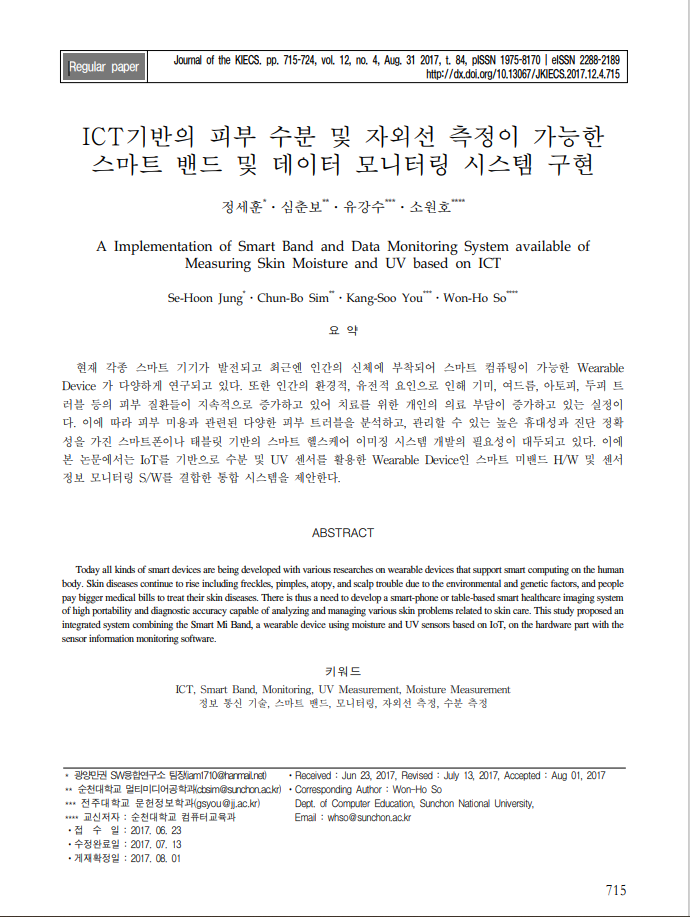 Regular paper
Journal of the KIECS. pp. 715-724, vol. 12, no. 4, Aug. 31 2017, t. 84, pISSN 1975-8170 | eISSN 2288-2189
http://dx.doi.org/10.13067/JKIECS.2017.12.4.715
ICT기반의 피부 수분 및 자외선 측정이 가능한
스마트 밴드 및 데이터 모니터링 시스템 구현
정세훈* · 심춘보** · 유강수*** · 소원호****
A Implementation of Smart Band and Data Monitoring System available of
Measuring Skin Moisture and UV based on ICT
Se-Hoon Jung* · Chun-Bo Sim** · Kang-Soo You*** · Won-Ho So****
요 약
현재 각종 스마트 기기가 발전되고 최근엔 인간의 신체에 부착되어 스마트 컴퓨팅이 가능한 Wearable
Device 가 다양하게 연구되고 있다. 또한 인간의 환경적, 유전적 요인으로 인해 기미, 여드름, 아토피, 두피 트
러블 등의 피부 질환들이 지속적으로 증가하고 있어 치료를 위한 개인의 의료 부담이 증가하고 있는 실정이
다. 이에 따라 피부 미용과 관련된 다양한 피부 트러블을 분석하고, 관리할 수 있는 높은 휴대성과 진단 정확
성을 가진 스마트폰이나 태블릿 기반의 스마트 헬스케어 이미징 시스템 개발의 필요성이 대두되고 있다. 이에
본 논문에서는 IoT를 기반으로 수분 및 UV 센서를 활용한 Wearable Device인 스마트 미밴드 H/W 및 센서
정보 모니터링 S/W를 결합한 통합 시스템을 제안한다.
ABSTRACT
Today all kinds of smart devices are being developed with various researches on wearable devices that support smart computing on the human
body. Skin diseases continue to rise including freckles, pimples, atopy, and scalp trouble due to the environmental and genetic factors, and people
pay bigger medical bills to treat their skin diseases. There is thus a need to develop a smart-phone or table-based smart healthcare imaging system
of high portability and diagnostic accuracy capable of analyzing and managing various skin problems related to skin care. This study proposed an
integrated system combining the Smart Mi Band, a wearable device using moisture and UV sensors based on IoT, on the hardware part with the
sensor information monitoring software.
키워드
ICT, Smart Band, Monitoring, UV Measurement, Moisture Measurement
정보 통신 기술, 스마트 밴드, 모니터링, 자외선 측정, 수분 측정
* 광양만권 SW융합연구소 팀장(iam1710@hanmail.net)
** 순천대학교 멀티미디어공학과(cbsim@sunchon.ac.kr)
*** 전주대학교 문헌정보학과(gsyou@jj.ac.kr)
**** 교신저자 : 순천대학교 컴퓨터교육과
• 접 수 일 : 2017. 06. 23
• 수정완료일 : 2017. 07. 13
• 게재확정일 : 2017. 08. 01
• Received : Jun 23, 2017, Revised : July 13, 2017, Accepted : Aug 01, 2017
• Corresponding Author : Won-Ho So
Dept. of Computer Education, Sunchon National University,
Email : whso@sunchon.ac.kr
715